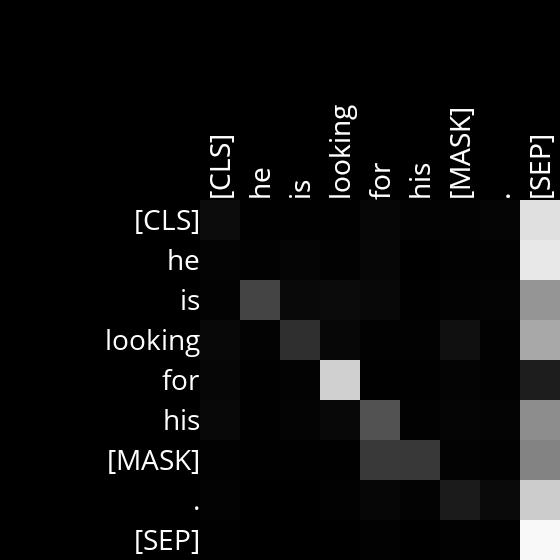 [CLS] he is looking for his [MASK] . [SEP]
[CLS]
he
is
looking
for
his
[MASK]
.
[SEP]